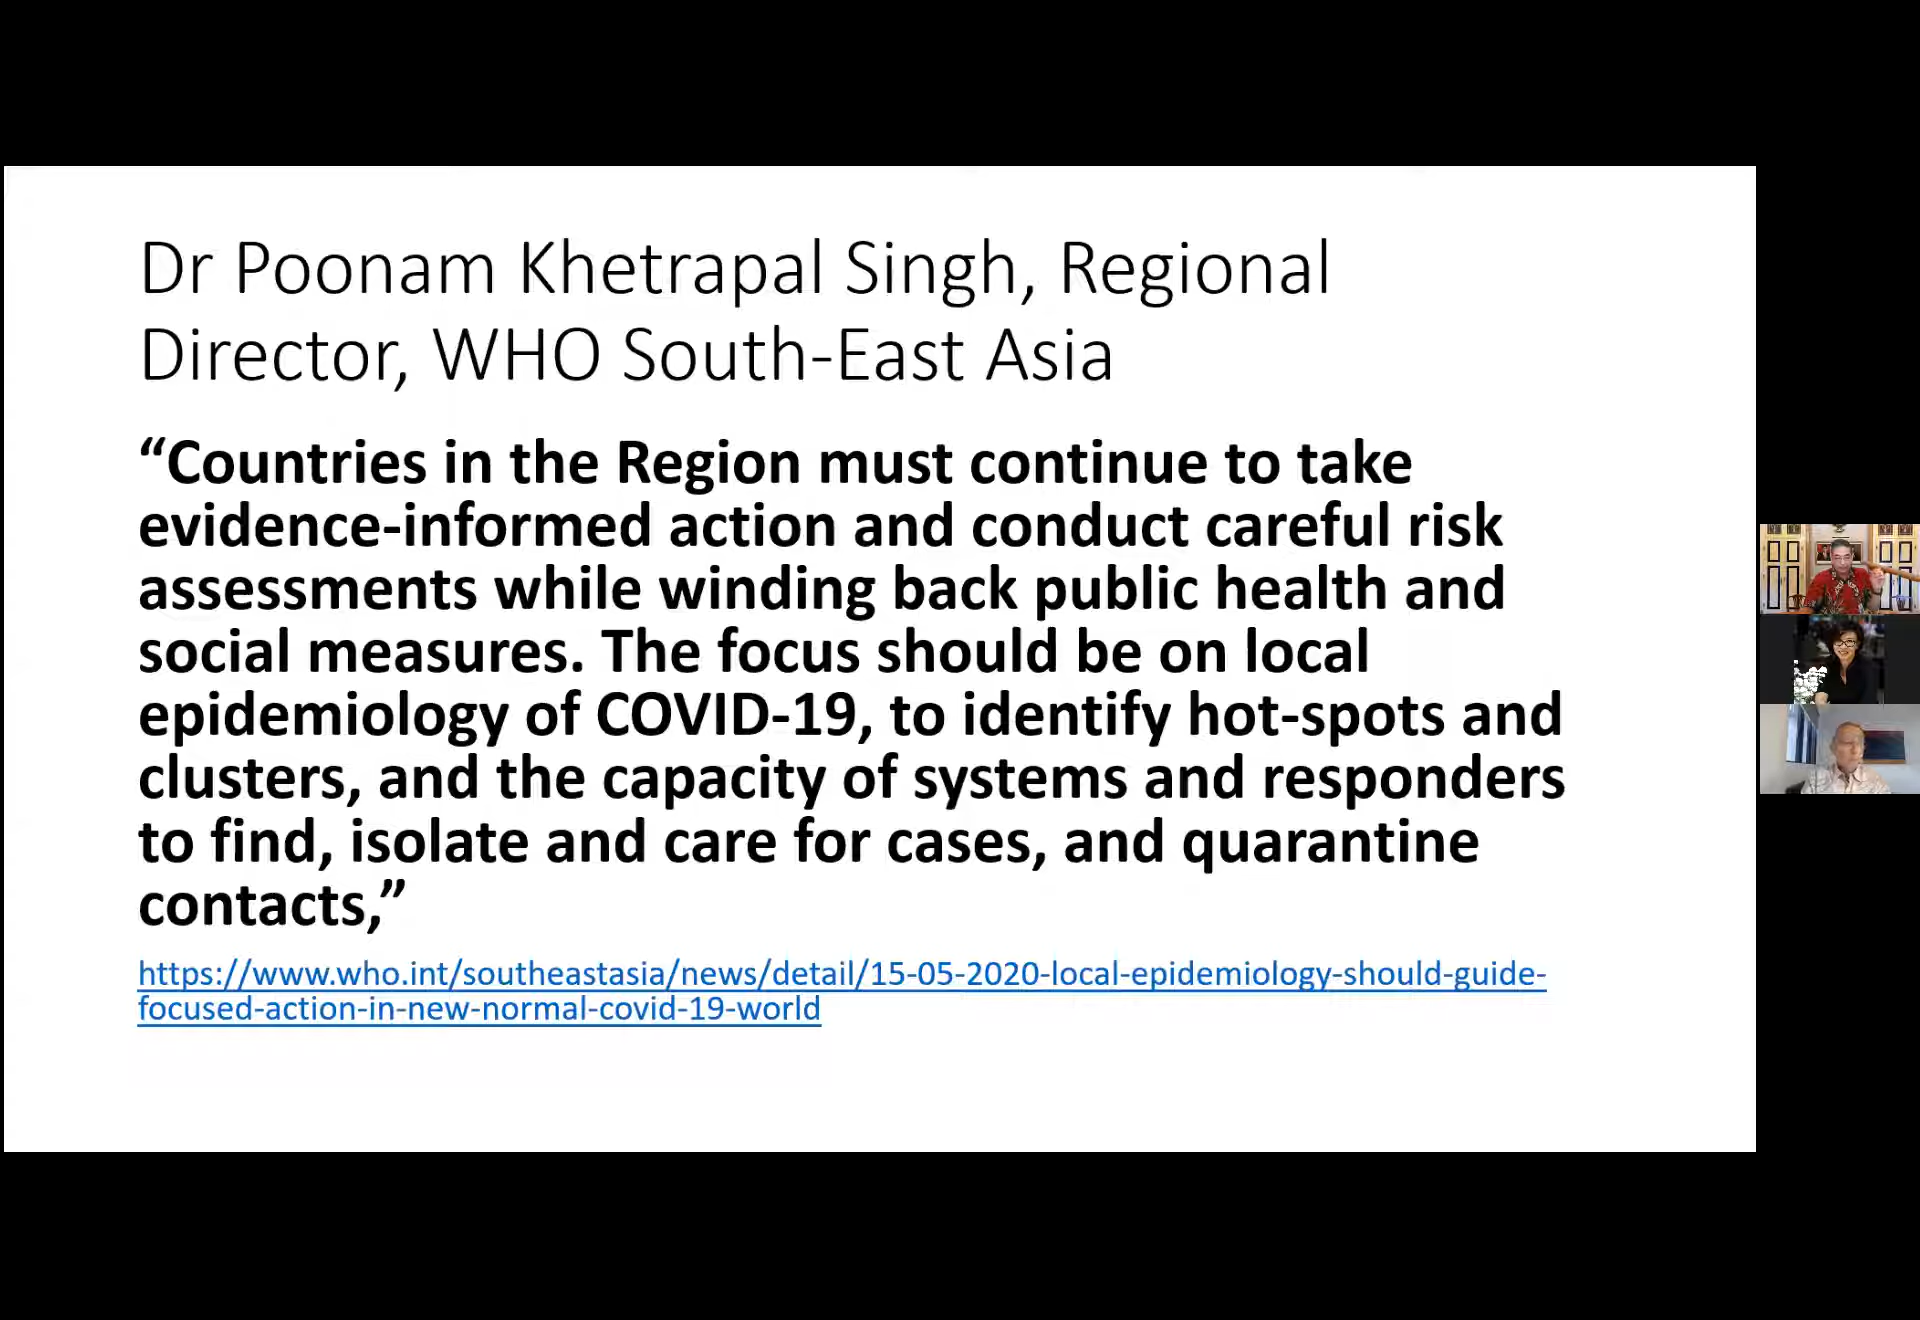 Dr Poonam Khetrapal Singh, Regional
Director, WHO South-East Asia
“Countries in the Region must continue to take
evidence-informed action and conduct careful risk
assessments while winding back public health and
social measures. The focus should be on local
epidemiology of COVID-19, to identify hot-spots and
clusters, and the capacity of systems and responders
to find, isolate and care for cases, and quarantine
contacts,”
https://www.who.int/southeastasia/news/detail/15-05-2020-local-epidemiology-should-guide-
focused-action-in-new-normal-covid-19-world